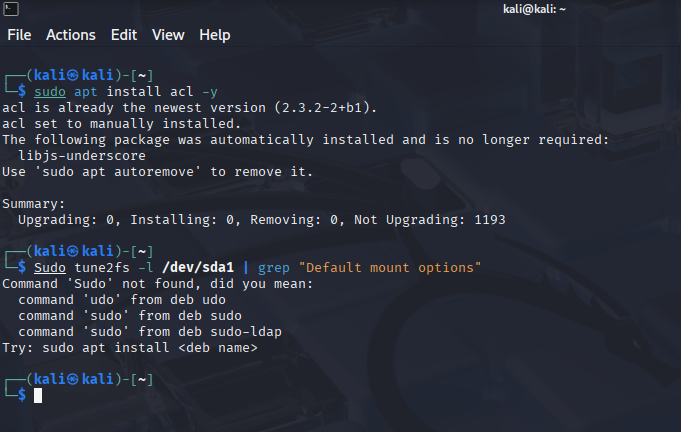 kali@kali: ~
File Actions Edit View Help
┌──(kali㉿kali)-[~]
└─$ sudo apt install acl -y
acl is already the newest version (2.3.2-2+b1).
acl set to manually installed.
The following package was automatically installed and is no longer required:
  libjs-underscore
Use 'sudo apt autoremove' to remove it.
Summary:
  Upgrading: 0, Installing: 0, Removing: 0, Not Upgrading: 1193
┌──(kali㉿kali)-[~]
└─$ Sudo tune2fs -l /dev/sda1 | grep "Default mount options"
Command 'Sudo' not found, did you mean:
  command 'udo' from deb udo
  command 'sudo' from deb sudo
  command 'sudo' from deb sudo-ldap
Try: sudo apt install <deb name>
┌──(kali㉿kali)-[~]
└─$